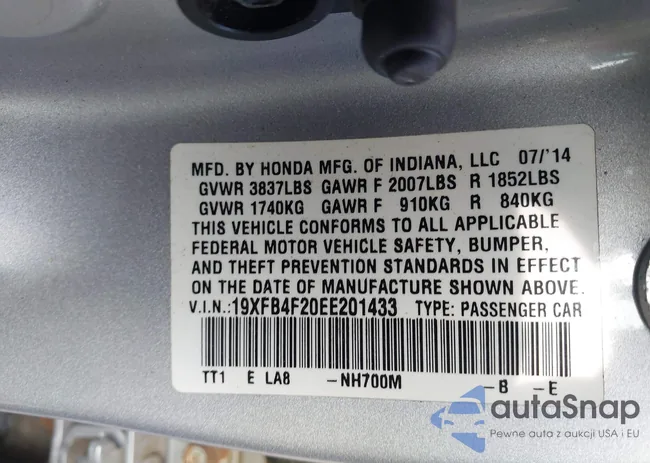 MFD. BY HONDA MFG. OF INDIANA, LLC 07/'14
GVWR 3837LBS GAWR F 2007LBS R 1852LBS
GVWR 1740KG GAWR F 910KG R 840KG
THIS VEHICLE CONFORMS TO ALL APPLICABLE
FEDERAL MOTOR VEHICLE SAFETY, BUMPER,
AND THEFT PREVENTION STANDARDS IN EFFECT
ON THE DATE OF MANUFACTURE SHOWN ABOVE.
V.I.N.:19XFB4F20EE201433 TYPE: PASSENGER CAR
TT1 E LA8 -NH700M -B -E
autaSnap
Pewne auta z aukcji USA i EU